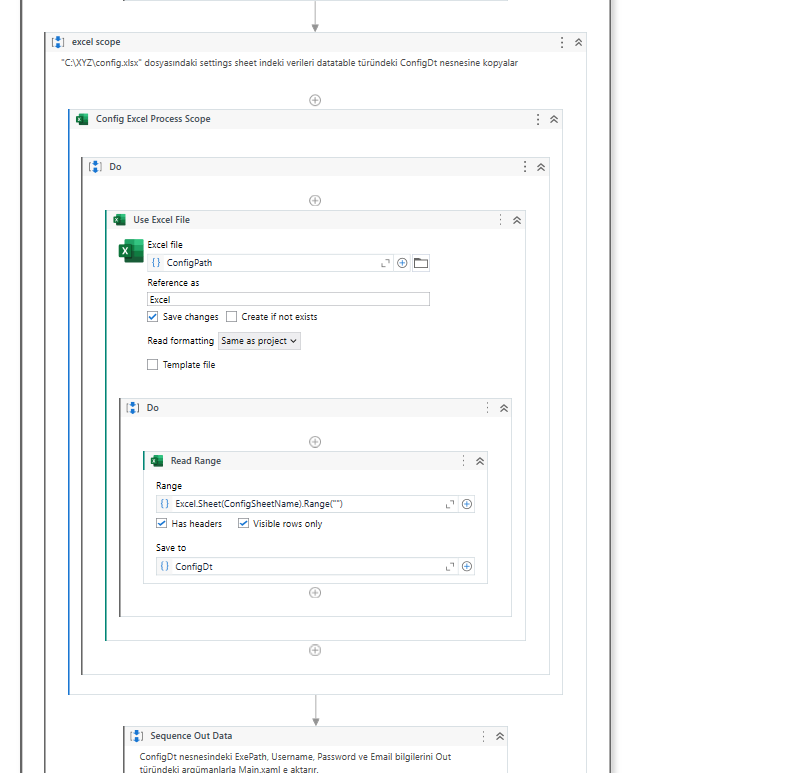 excel scope
"C:\XYZ\config.xlsx" dosyasındaki settings sheet indeki verileri datatable türündeki ConfigDt nesnesine kopyalar
Config Excel Process Scope
Do
Use Excel File
Excel file
{} ConfigPath
Reference as
Excel
Save changes Create if not exists
Read formatting Same as project
Template file
Do
Read Range
Range
{} Excel.Sheet(ConfigSheetName).Range("")
Has headers Visible rows only
Save to
{} ConfigDt
Sequence Out Data
ConfigDt nesnesindeki ExePath, Username, Password ve Email bilgilerini Out
türündeki argümanlarla Main.xaml e aktarır.